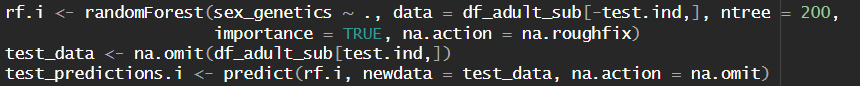 rf.i <- randomForest(sex_genetics ~ ., data = df_adult_sub[-test.ind,], ntree = 200,
importance = TRUE, na.action = na.roughfix)
test_data <- na.omit(df_adult_sub[test.ind,])
test_predictions.i <- predict(rf.i, newdata = test_data, na.action = na.omit)